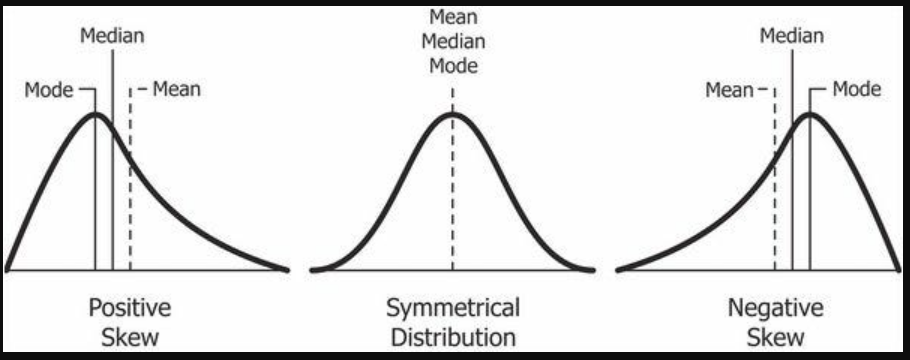 Median
Mode
Mean
Positive
Skew
Mean
Median
Mode
Symmetrical
Distribution
Median
Mean
Mode
Negative
Skew